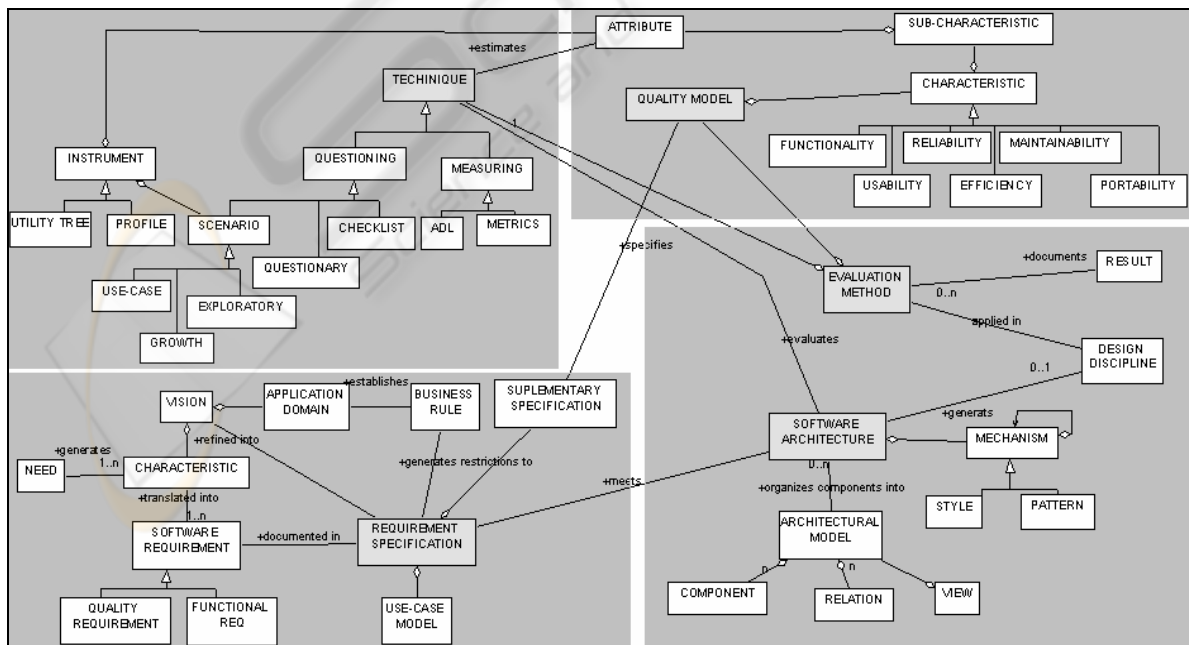 ATTRIBUTE
SUB-CHARACTERISTIC
+estimates
TECHINIQUE
CHARACTERISTIC
QUALITY MODEL
1
INSTRUMENT
QUESTIONING
MEASURING
FUNCTIONALITY
RELIABILITY
MAINTAINABILITY
USABILITY
EFFICIENCY
PORTABILITY
UTILITY TREE
PROFILE
SCENARIO
CHECKLIST
ADL
METRICS
QUESTIONARY
USE-CASE
EXPLORATORY
GROWTH
+specifies
+documents
RESULT
EVALUATION
METHOD
0..n
applied in
+evaluates
DESIGN
DISCIPLINE
0..1
+generats
SOFTWARE
ARCHITECTURE
MECHANISM
0..n
+organizes components into
STYLE
PATTERN
ARCHITECTURAL
MODEL
n
n
COMPONENT
RELATION
VIEW
VISION
APPLICATION
DOMAIN
+establishes
BUSINESS
RULE
SUPLEMENTARY
SPECIFICATION
+refined into
+generates
1..n
NEED
CHARACTERISTIC
+generates restrictions to
+meets
+translated into
1..n
SOFTWARE
REQUIREMENT
+documented in
REQUIREMENT
SPECIFICATION
QUALITY
REQUIREMENT
FUNCTIONAL
REQ
USE-CASE
MODEL
Science and